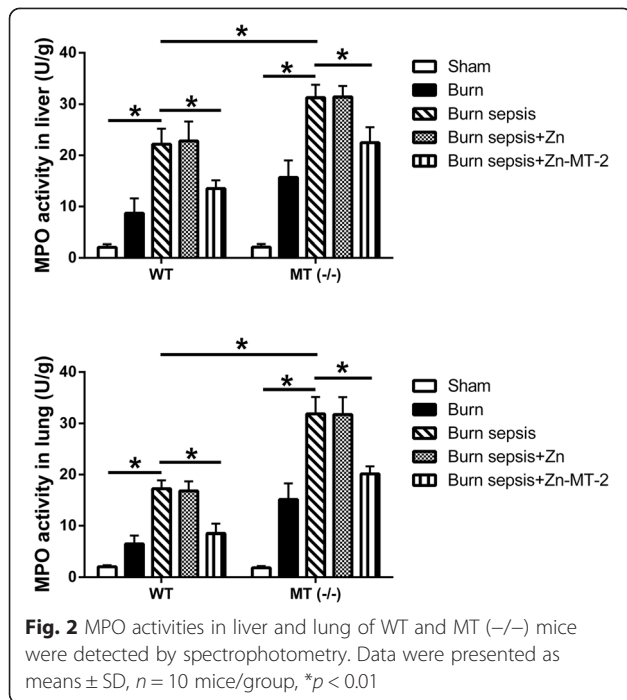 *
*
*
*
*
MPO activity in liver (U/g)
40
30
20
10
0
WT
MT (-/-)
Sham
Burn
Burn sepsis
Burn sepsis+Zn
Burn sepsis+Zn-MT-2
*
*
*
*
*
MPO activity in lung (U/g)
40
30
20
10
0
WT
MT (-/-)
Sham
Burn
Burn sepsis
Burn sepsis+Zn
Burn sepsis+Zn-MT-2
Fig. 2 MPO activities in liver and lung of WT and MT (−/−) mice
were detected by spectrophotometry. Data were presented as
means ± SD, n = 10 mice/group, *p < 0.01